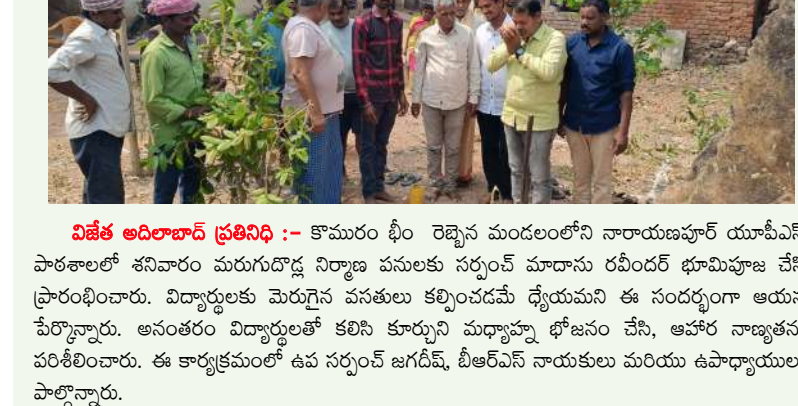 విజేత అదిలాబాద్ ప్రతినిధి :- కొమురం భీం రెబ్బెన మండలంలోని నారాయణపూర్ యూపీఎస్
పాఠశాలలో శనివారం మరుగుదొడ్ల నిర్మాణ పనులకు సర్పంచ్ మాదాసు రవీందర్ భూమిపూజ చేసి
ప్రారంభించారు. విద్యార్థులకు మెరుగైన వసతులు కల్పించడమే ధ్యేయమని ఈ సందర్భంగా ఆయన
పేర్కొన్నారు. అనంతరం విద్యార్థులతో కలిసి కూర్చుని మధ్యాహ్న భోజనం చేసి, ఆహార నాణ్యతను
పరిశీలించారు. ఈ కార్యక్రమంలో ఉప సర్పంచ్ జగదీష్, బీఆర్ఎస్ నాయకులు మరియు ఉపాధ్యాయులు
పాల్గొన్నారు.